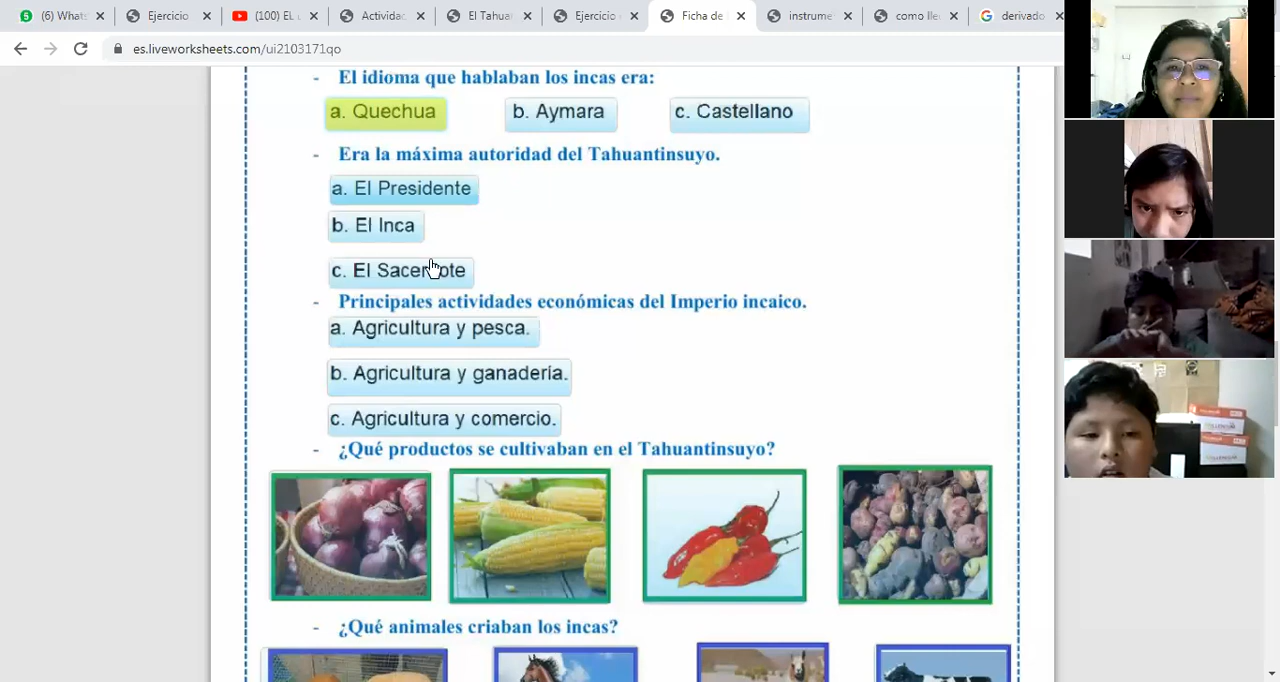 (6) Whats
Ejercicio
(100) EL
Actividad
El Tahua
Ejercicio
Ficha de
instrume
como lle
derivado
es.liveworksheets.com/ui2103171qo
- El idioma que hablaban los incas era:
a. Quechua b. Aymara c. Castellano
- Era la máxima autoridad del Tahuantinsuyo.
a. El Presidente
b. El Inca
c. El Sacerdote
- Principales actividades económicas del Imperio incaico.
a. Agricultura y pesca.
b. Agricultura y ganadería.
c. Agricultura y comercio.
- ¿Qué productos se cultivaban en el Tahuantinsuyo?
- ¿Qué animales criaban los incas?